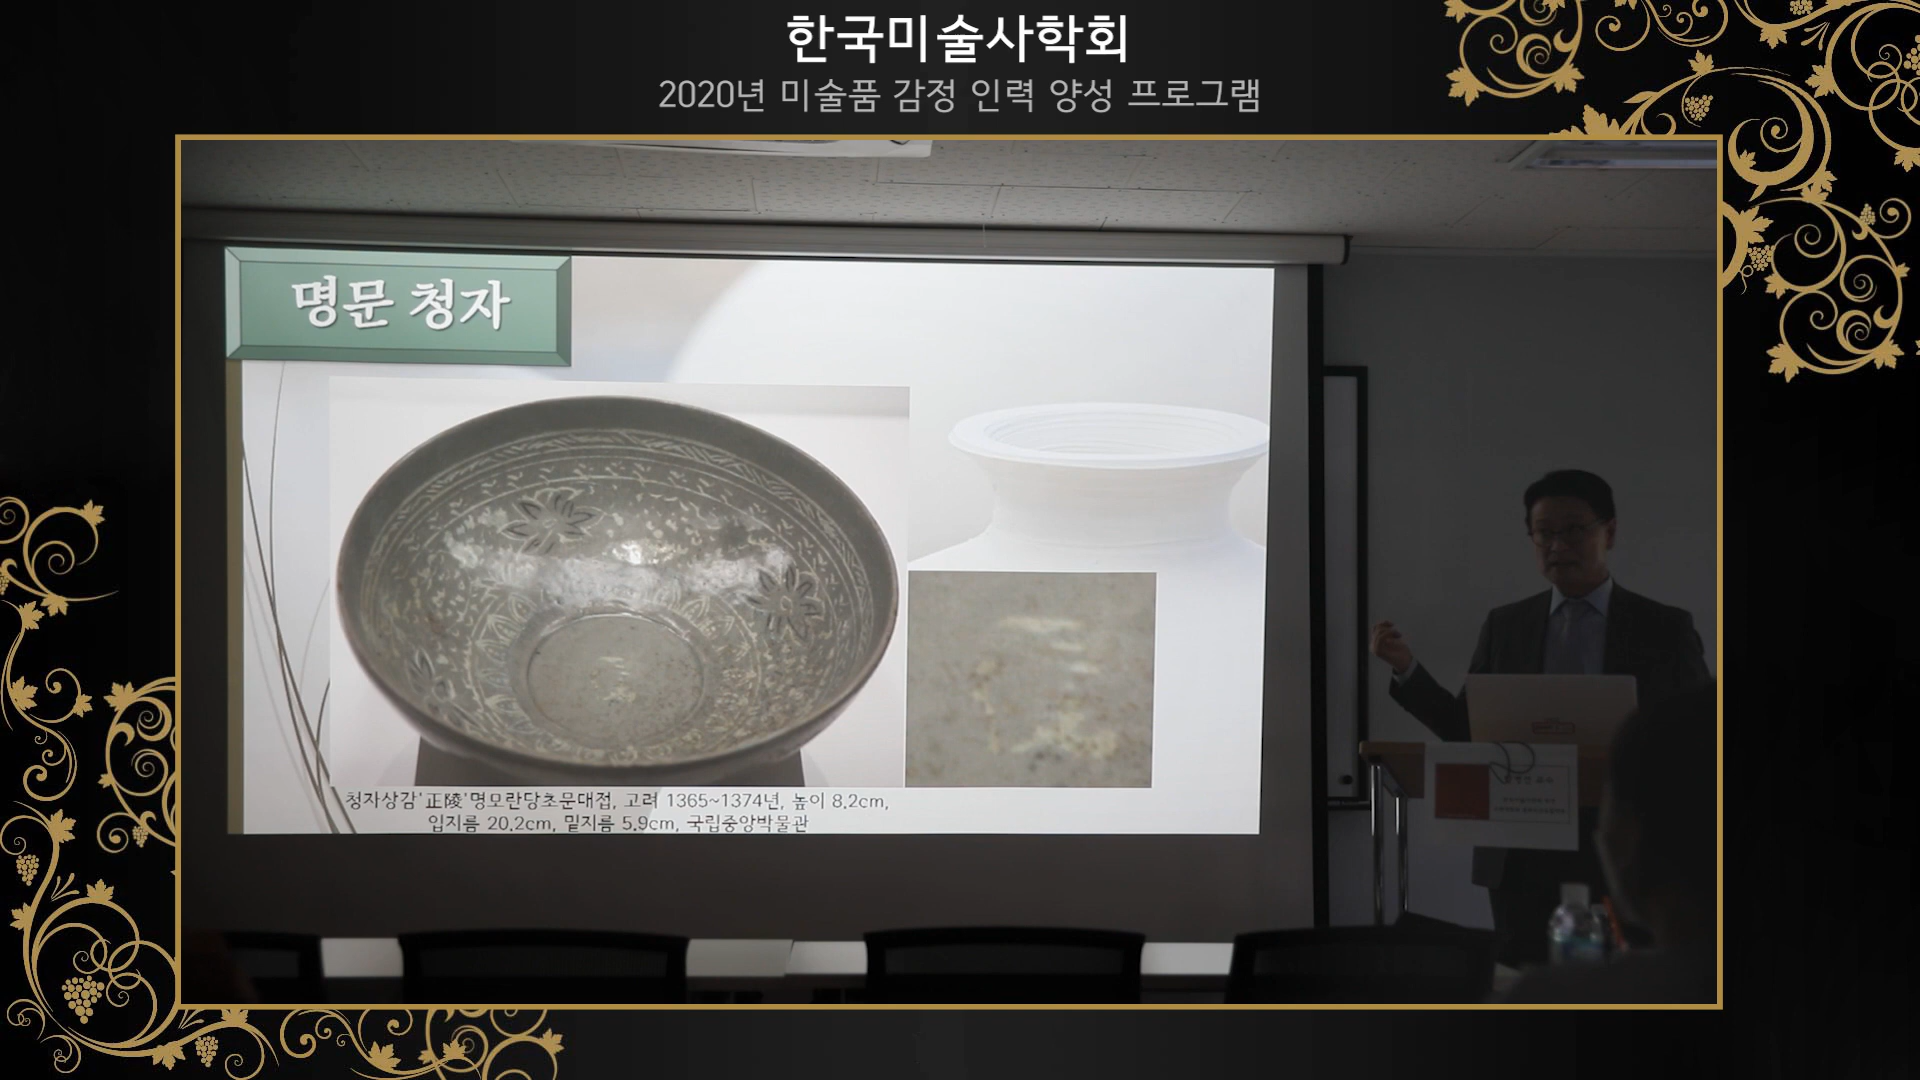 한국미술사학회
2020년 미술품 감정 인력 양성 프로그램
명문 청자
청자상감'正陵'명모란당초문대접, 고려 1365~1374년, 높이 8.2cm,
입지름 20.2cm, 밑지름 5.9cm, 국립중앙박물관